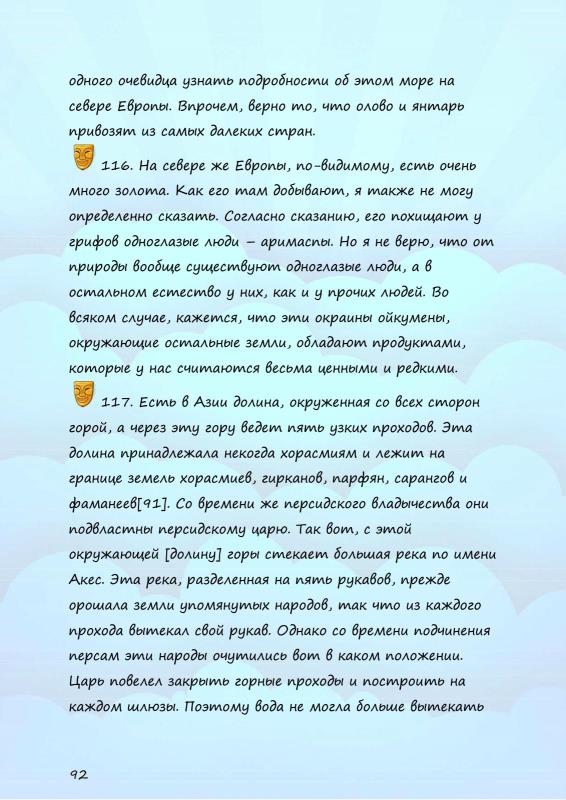 одного очевидца узнать подробности об этом море на
севере Европы. Впрочем, верно то, что олово и янтарь
привозят из самых далеких стран.
116. На севере же Европы, по-видимому, есть очень
много золота. Как его там добывают, я также не могу
определенно сказать. Согласно сказанию, его похищают у
грифов одноглазые люди – аримаспы. Но я не верю, что от
природы вообще существуют одноглазые люди, а в
остальном естество у них, как и у прочих людей. Во
всяком случае, кажется, что эти окраины ойкумены,
окружающие остальные земли, обладают продуктами,
которые у нас считаются весьма ценными и редкими.
117. Есть в Азии долина, окруженная со всех сторон
горой, а через эту гору ведет пять узких проходов. Эта
долина принадлежала некогда хорасмиям и лежит на
границе земель хорасмиев, гирканов, парфян, сарангов и
фаманеев[91]. Со времени же персидского владычества они
подвластны персидскому царю. Так вот, с этой
окружающей [долину] горы стекает большая река по имени
Акес. Эта река, разделенная на пять рукавов, прежде
орошала земли упомянутых народов, так что из каждого
прохода вытекал свой рукав. Однако со времени подчинения
персам эти народы очутились вот в каком положении.
Царь повелел закрыть горные проходы и построить на
каждом шлюзы. Поэтому вода не могла больше вытекать
92